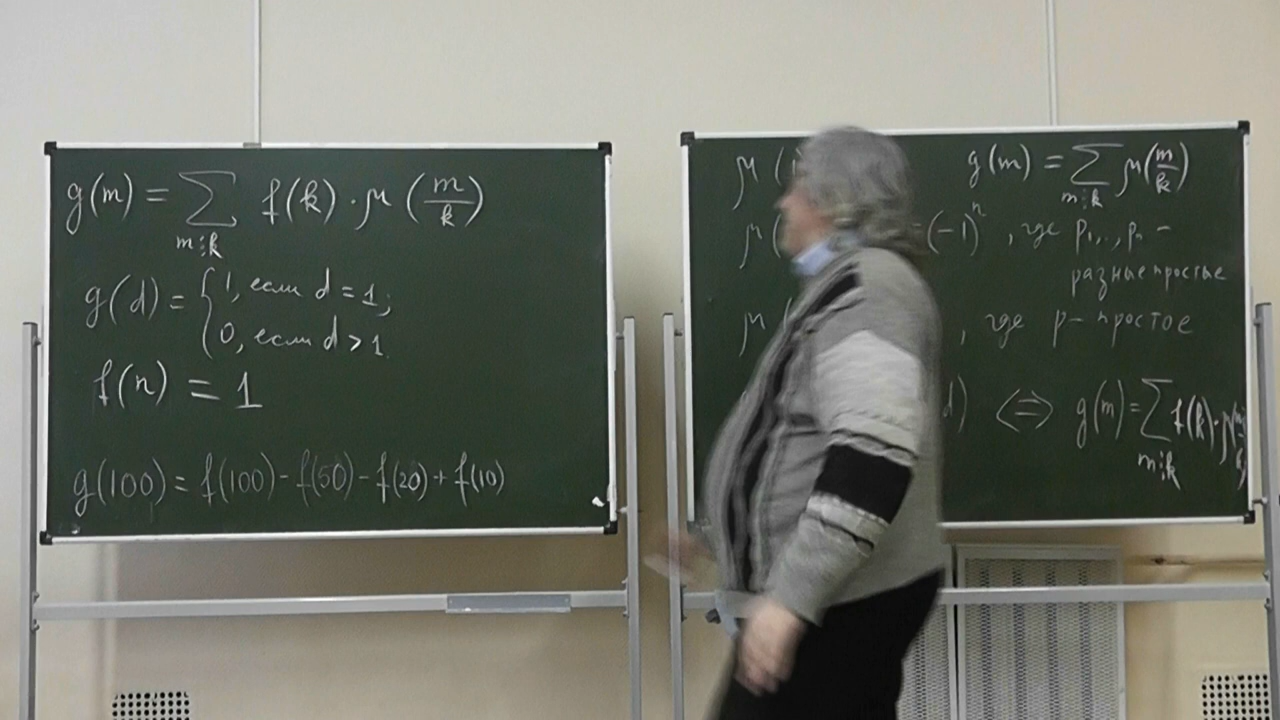 g(m) = ∑ f(k) · μ (m/k)
m⋮k
g(d) = { 1, если d = 1;
0, если d > 1.
f(n) = 1
g(100) = f(100) - f(50) - f(20) + f(10)
μ ( g(m) = ∑ μ(m/k)
m⋮k
μ ( (-1)ⁿ, где p₁,..,pₙ -
разные простые
μ , где p - простое
d) ⟺ g(m) = ∑ f(k) · μ(m/k)
m⋮k